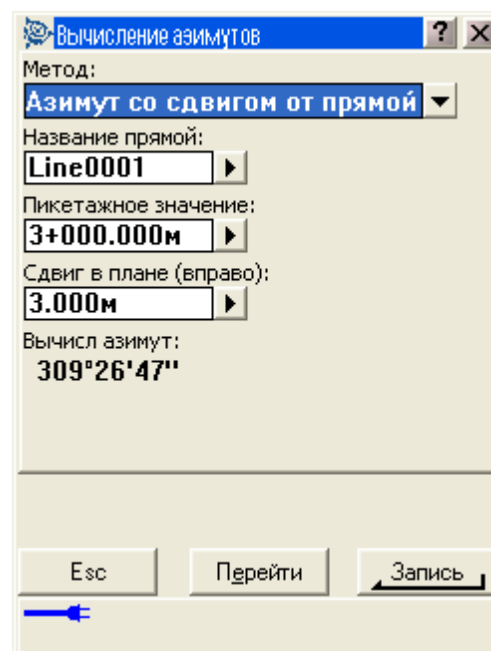 Вычисление азимутов ? ×
Метод:
Азимут со сдвигом от прямой
Название прямой:
Line0001
Пикетажное значение:
3+000.000м
Сдвиг в плане (вправо):
3.000м
Вычисл азимут:
309°26'47"
Esc Перейти Запись